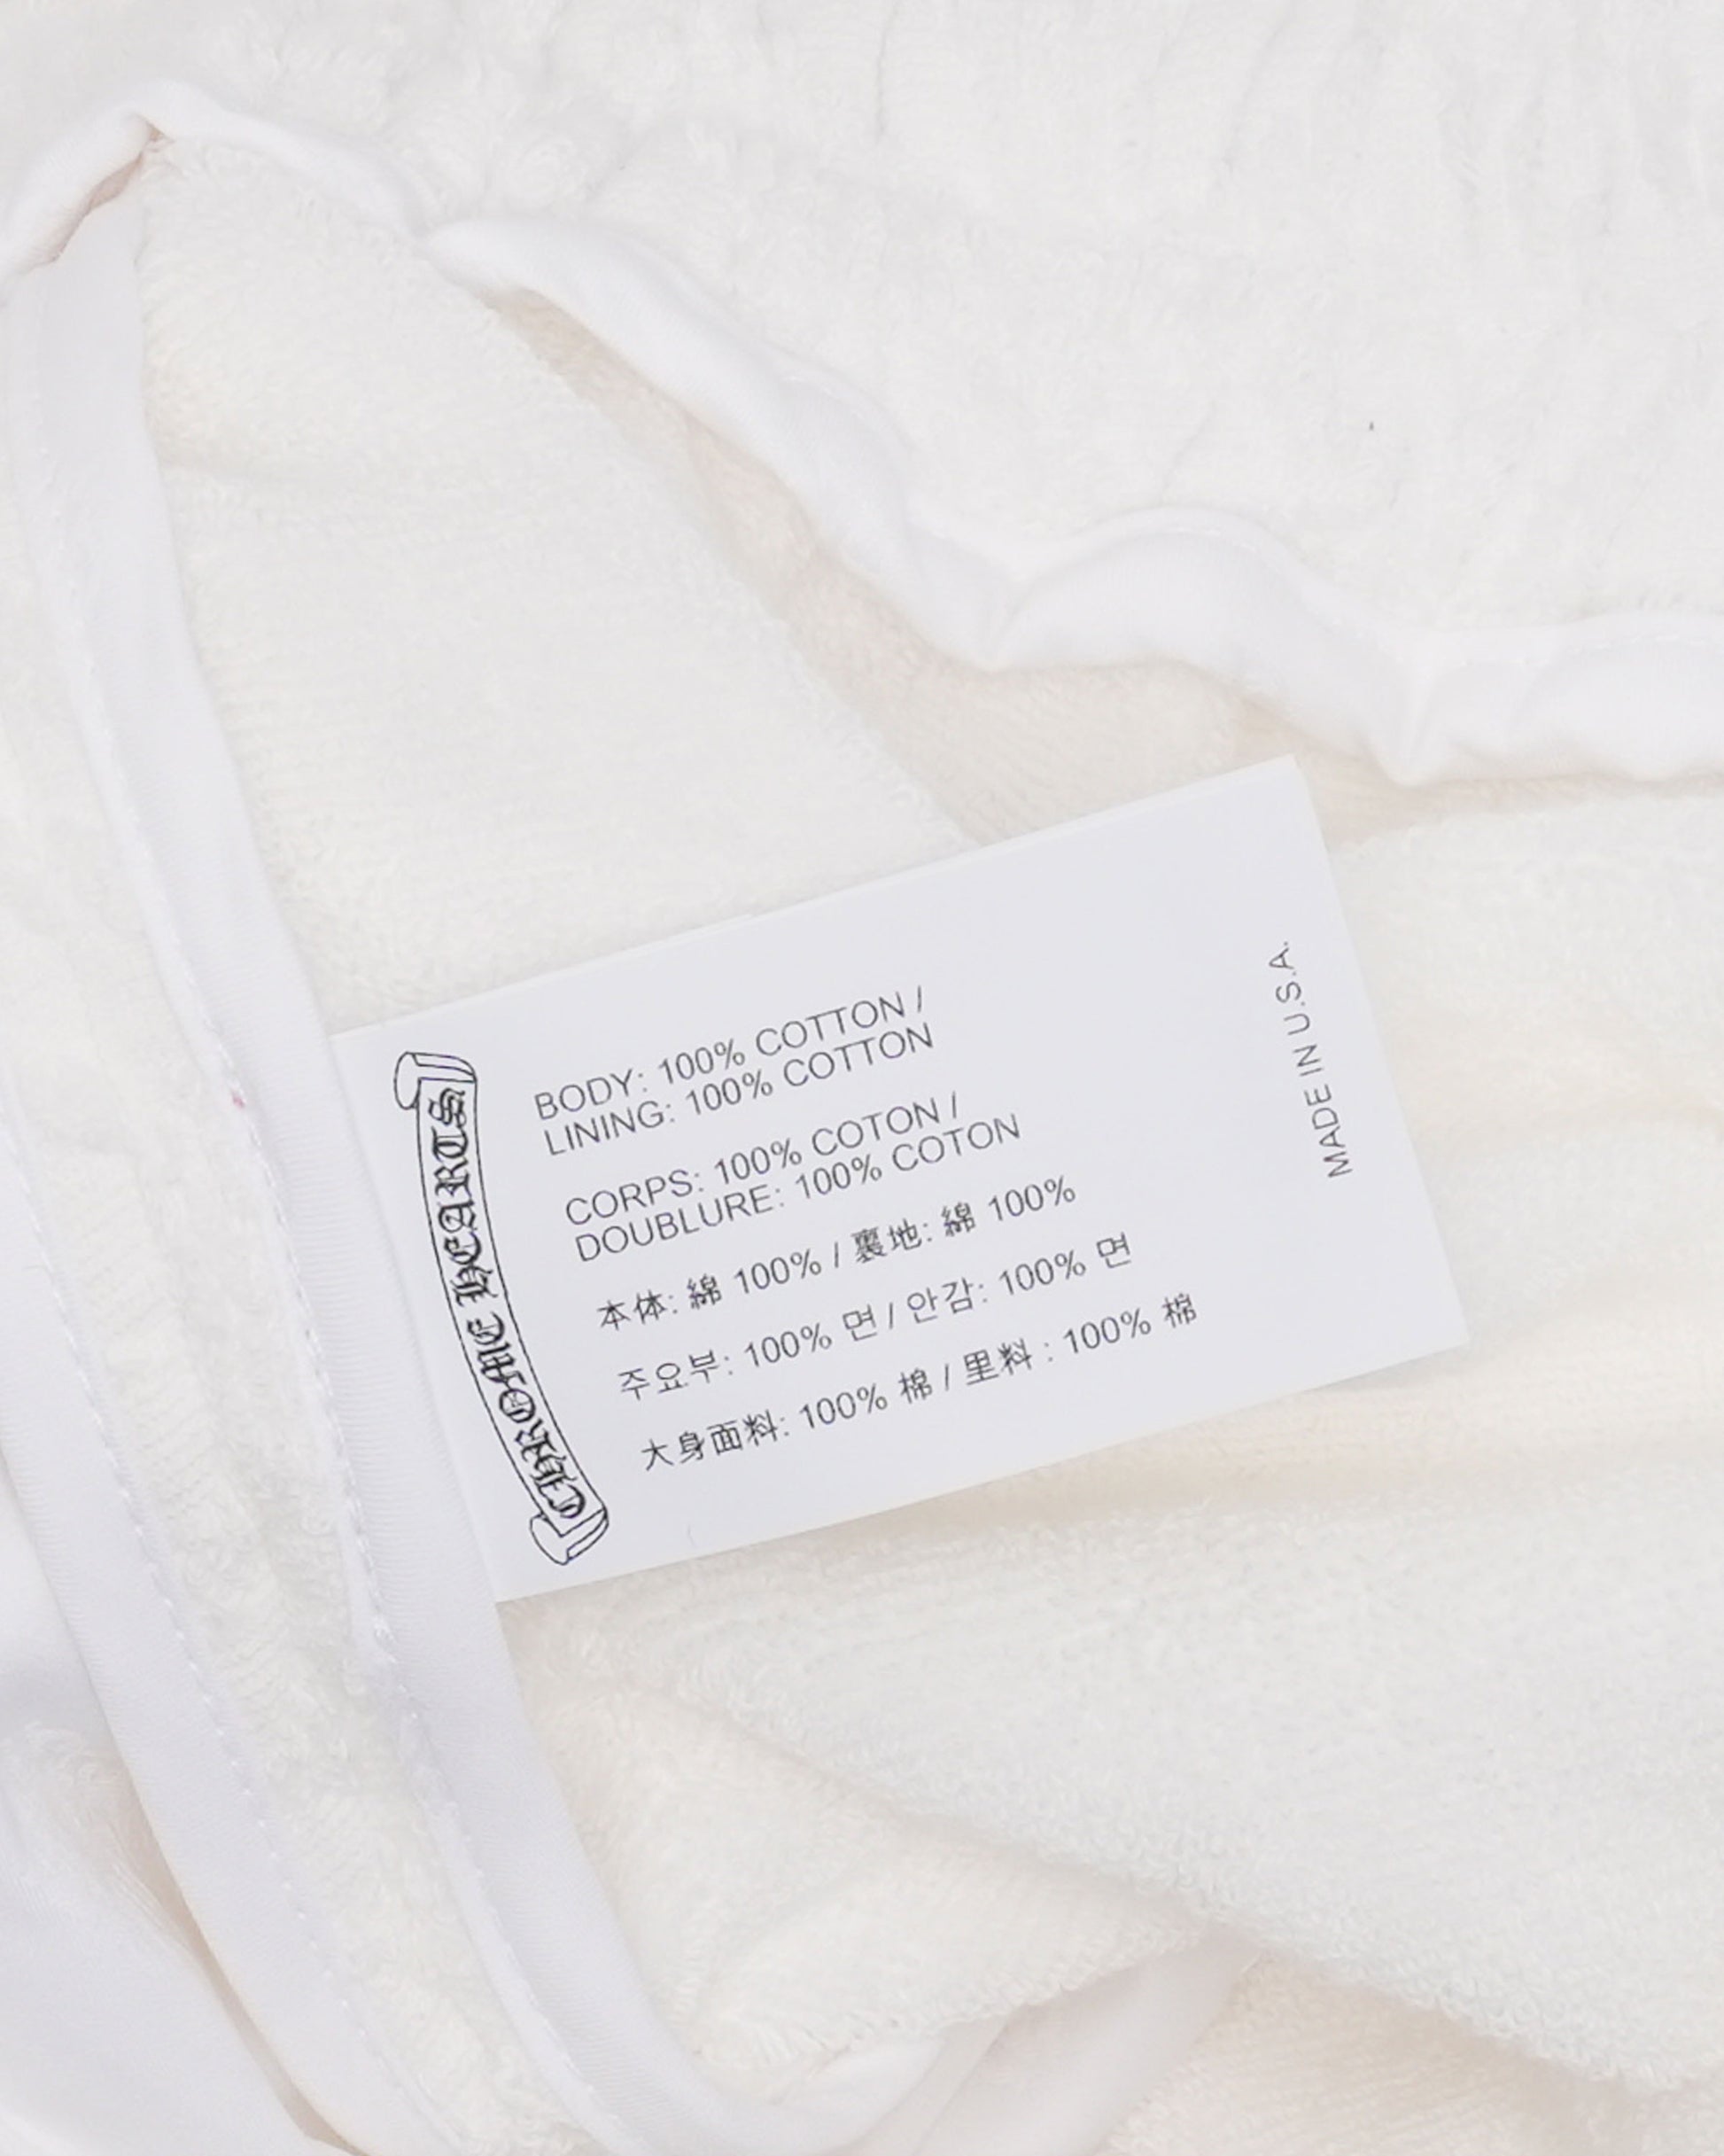 CHROME HEARTS
BODY: 100% COTTON /
LINING: 100% COTTON
CORPS: 100% COTON /
DOUBLURE: 100% COTON
本体: 綿 100% / 裏地: 綿 100%
주요부: 100% 면 / 안감: 100% 면
大身面料: 100% 棉 / 里料 : 100% 棉
MADE IN U.S.A.